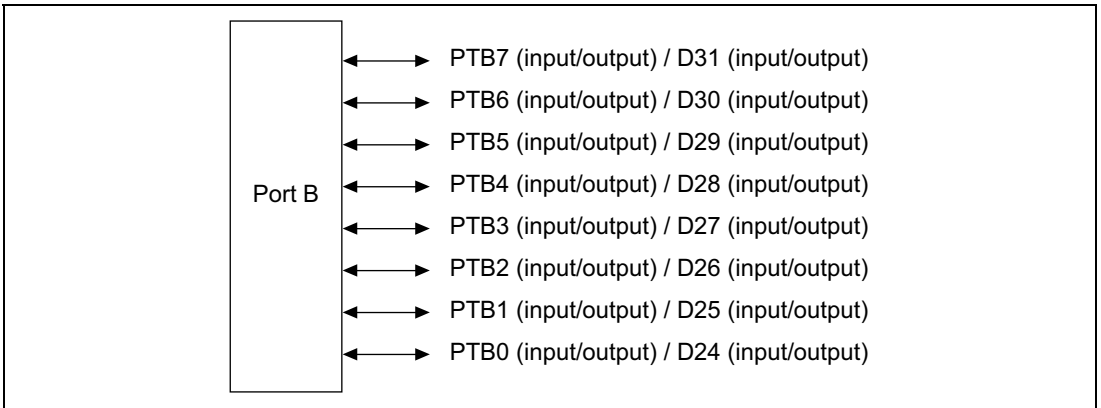 Port B
PTB7 (input/output) / D31 (input/output)
PTB6 (input/output) / D30 (input/output)
PTB5 (input/output) / D29 (input/output)
PTB4 (input/output) / D28 (input/output)
PTB3 (input/output) / D27 (input/output)
PTB2 (input/output) / D26 (input/output)
PTB1 (input/output) / D25 (input/output)
PTB0 (input/output) / D24 (input/output)